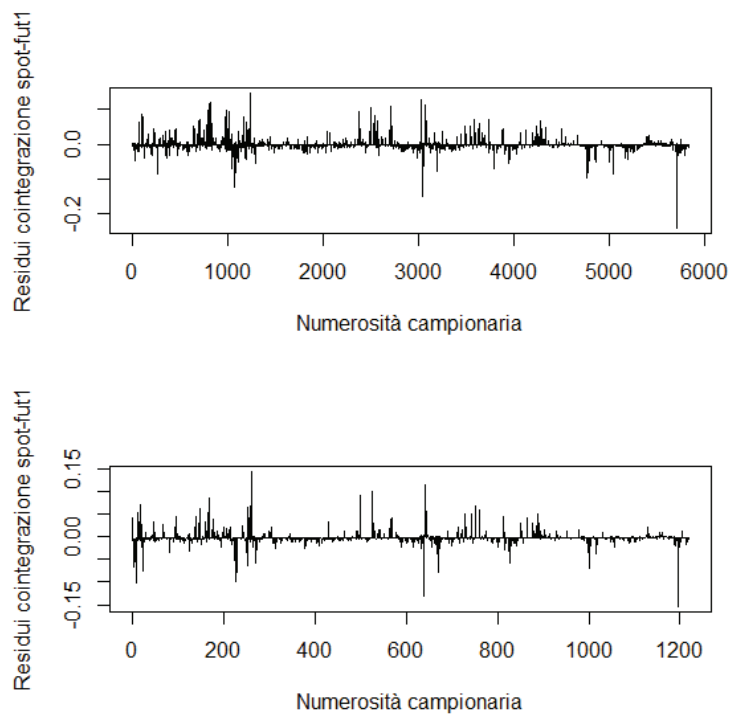 Residui cointegrazione spot-fut1
0.0
-0.2
0 1000 2000 3000 4000 5000 6000
Numerosità campionaria
Residui cointegrazione spot-fut1
0.15
0.00
-0.15
0 200 400 600 800 1000 1200
Numerosità campionaria